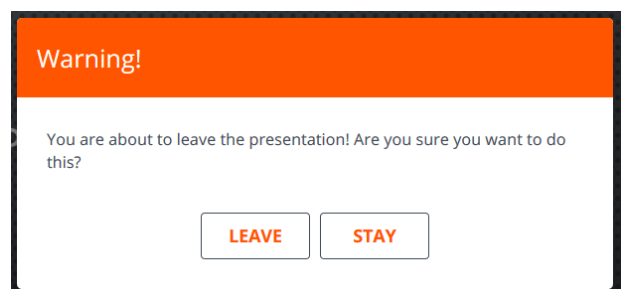 Warning!
You are about to leave the presentation! Are you sure you want to do
this?
LEAVE
STAY